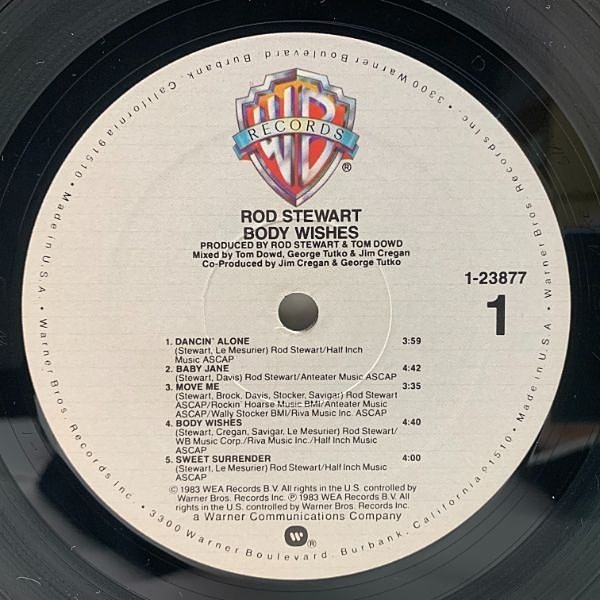 WB
RECORDS
®
ROD STEWART
BODY WISHES
PRODUCED BY ROD STEWART & TOM DOWD
Mixed by Tom Dowd, George Tutko & Jim Cregan
Co-Produced by Jim Cregan & George Tutko
1-23877
1
1. DANCIN' ALONE 3:59
(Stewart, Le Mesurier) Rod Stewart/Half Inch
Music ASCAP
2. BABY JANE 4:42
(Stewart, Davis) Rod Stewart/Anteater Music ASCAP
3. MOVE ME 3:35
(Stewart, Brock, Davis, Stocker, Savigar) Rod Stewart
ASCAP/Rockin' Hoarse Music BMI/Anteater Music
ASCAP/Wally Stocker BMI/Riva Music Inc. ASCAP
4. BODY WISHES 4:40
(Stewart, Cregan, Savigar, Le Mesurier) Rod Stewart/
WB Music Corp./Riva Music Inc./Half Inch Music
ASCAP
5. SWEET SURRENDER 4:00
(Stewart, Le Mesurier) Rod Stewart/Half Inch Music
ASCAP
© 1983 WEA Records B.V. All rights in the U.S. controlled by
Warner Bros. Records Inc. ℗ 1983 WEA Records B.V. All
rights in the U.S. controlled by Warner Bros. Records Inc.
a Warner Communications Company
®
• Warner Bros. Records Inc. • 3300 Warner Boulevard, Burbank, California 91510 • Made in U.S.A. • Warner Bros. Records Inc. • 3300 Warner Boulevard, Burbank, California 91510 • Made in U.S.A.